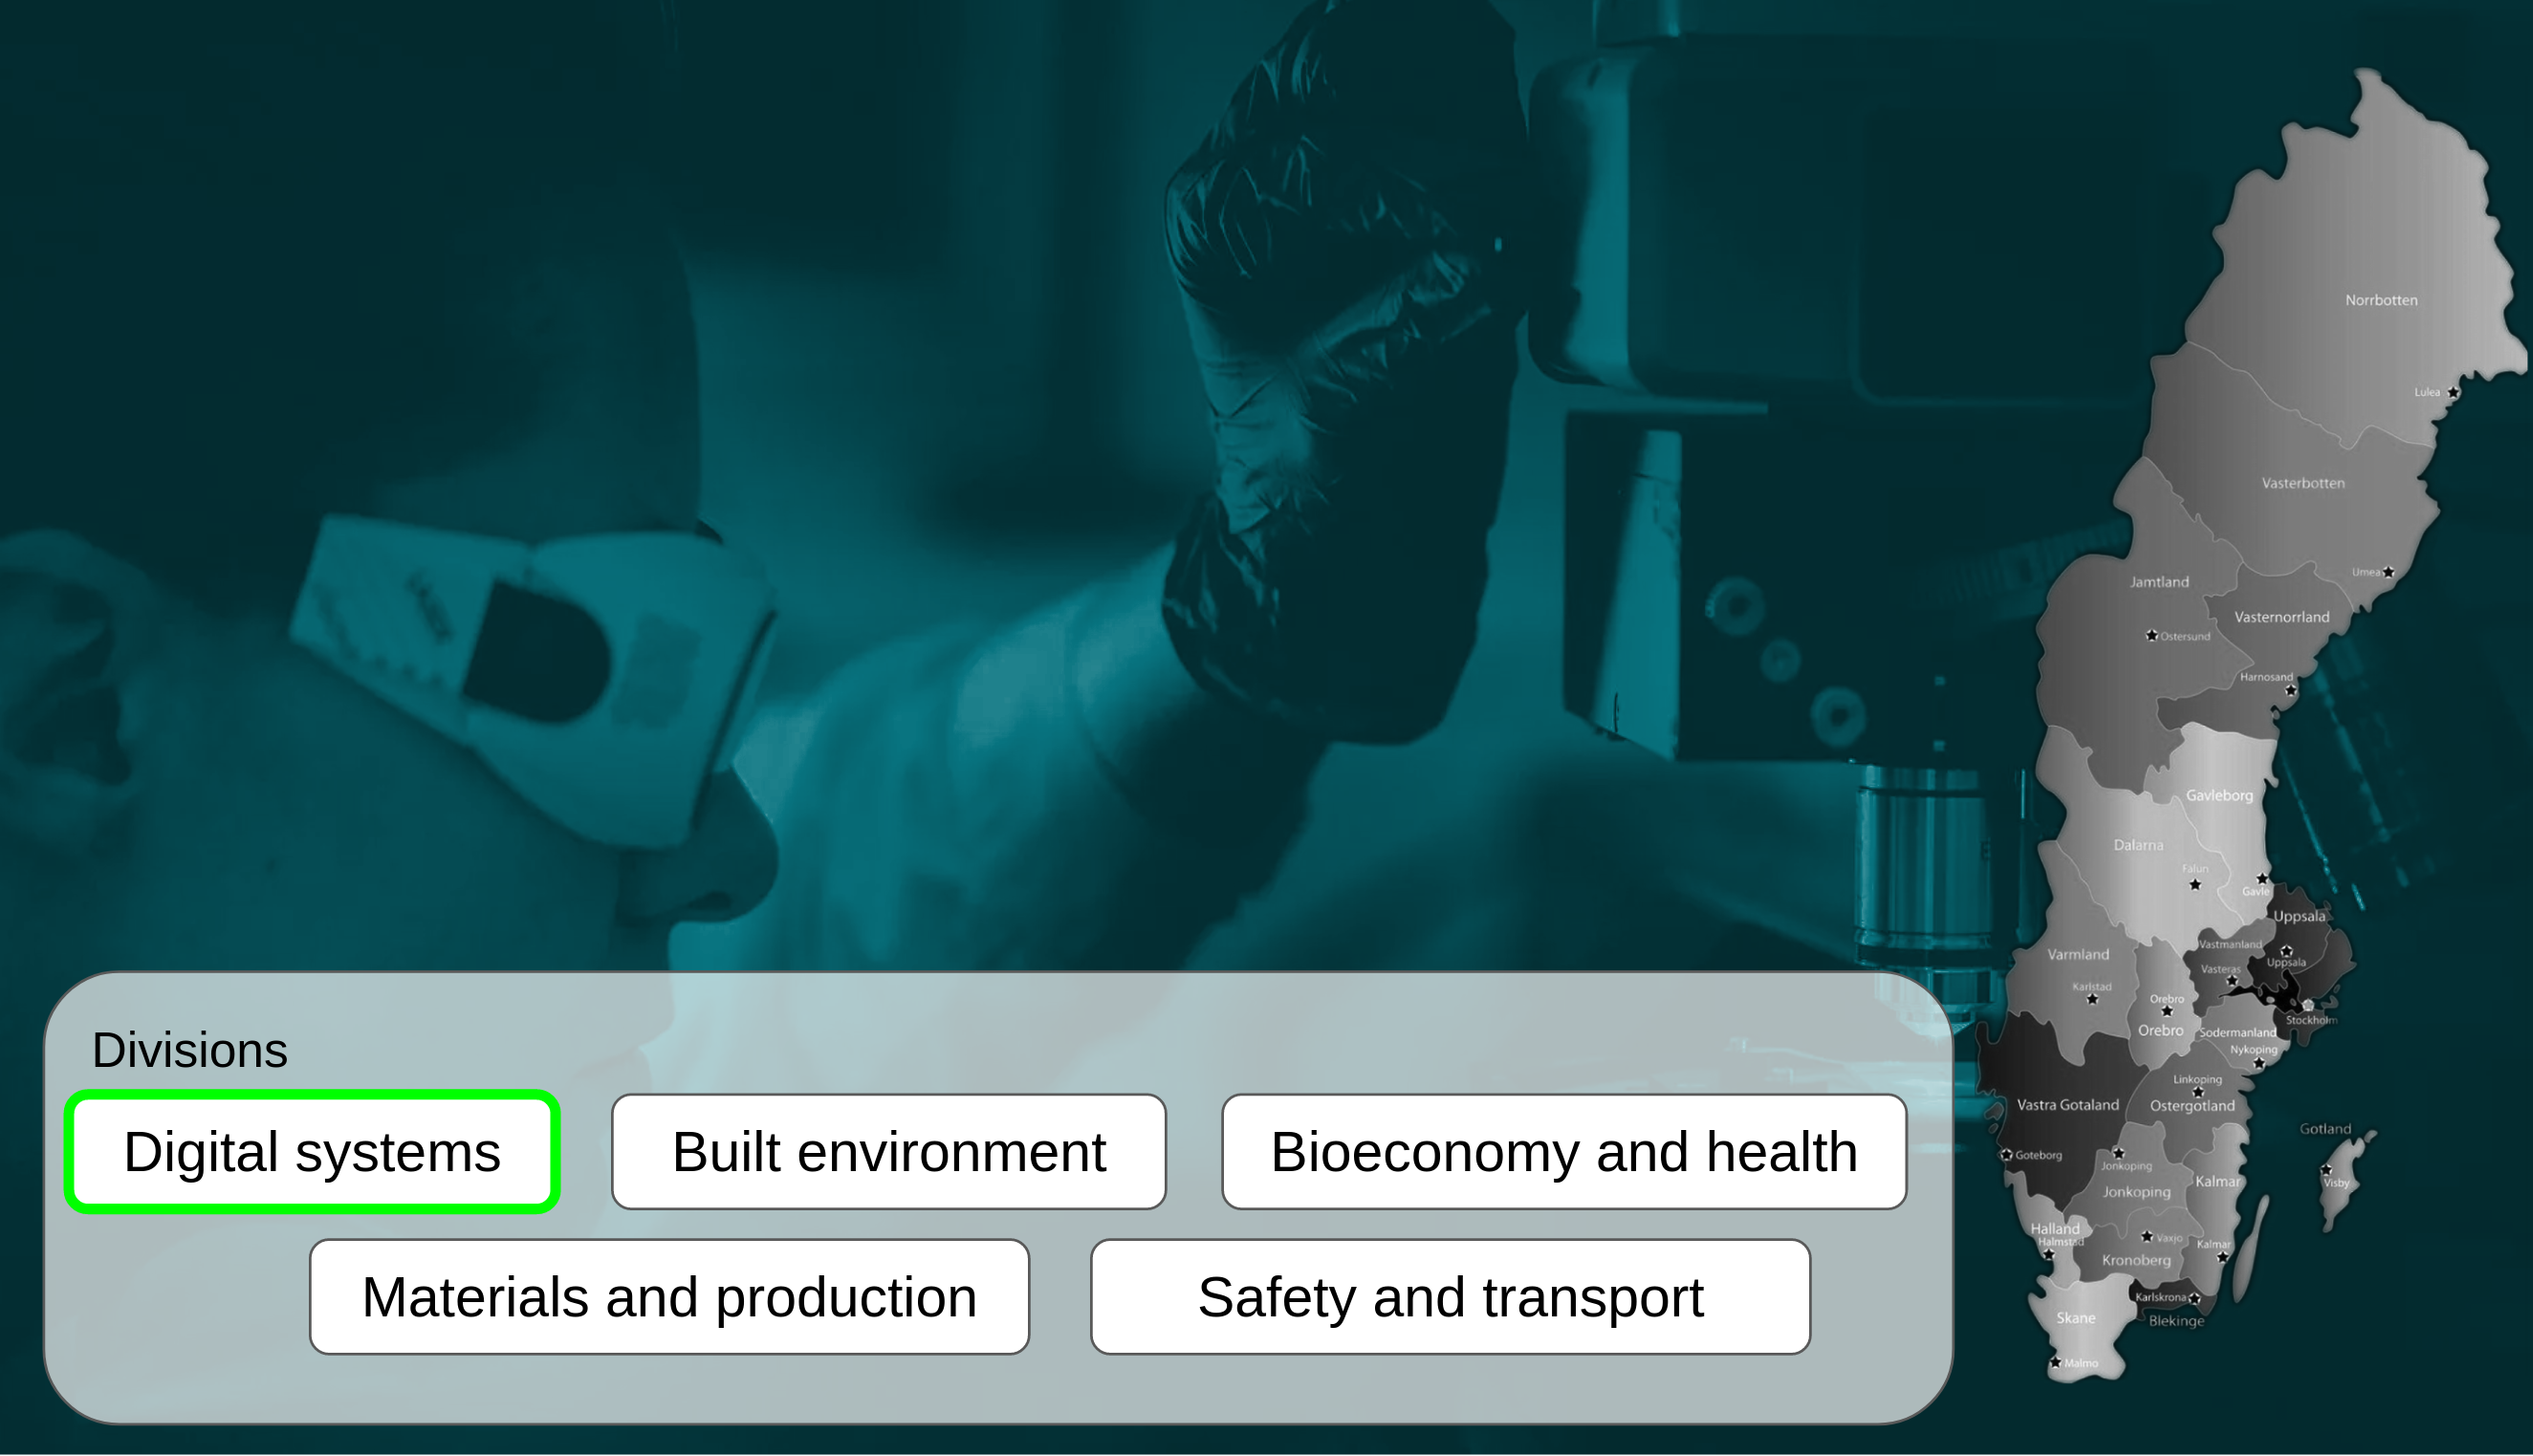 Norrbotten
Lulea
Vasterbotten
Umea
Jamtland
Vasternorrland
Ostersund
Harnosand
Gavleborg
Dalarna
Falun
Gavle
Uppsala
Vastmanland
Varmland
Uppsala
Vasteras
Karlstad
Orebro
Stockholm
Orebro
Sodermanland
Nykoping
Linkoping
Vastra Gotaland
Ostergotland
Gotland
Goteborg
Jonkoping
Kalmar
Visby
Jonkoping
Halland
Vaxjo
Halmstad
Kalmar
Kronoberg
Karlskrona
Skane
Blekinge
Malmo
Divisions
Digital systems
Built environment
Bioeconomy and health
Materials and production
Safety and transport